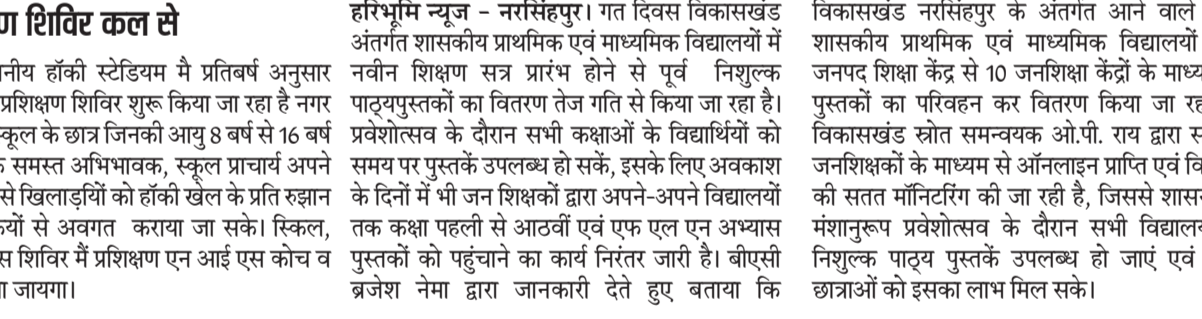 शिविर कल से
हॉकी स्टेडियम मै प्रतिबर्ष अनुसार
प्रशिक्षण शिविर शुरू किया जा रहा है नगर
के छात्र जिनकी आयु 8 बर्ष से 16 बर्ष
समस्त अभिभावक, स्कूल प्राचार्य अपने
से खिलाड़यिों को हॉकी खेल के प्रति रुझान
से अवगत कराया जा सके। स्किल,
शिविर मैं प्रशिक्षण एन आई एस कोच व
जायगा।
हरिभूमि न्यूज - नरसिंहपुर। गत दिवस विकासखंड
अंतर्गत शासकीय प्राथमिक एवं माध्यमिक विद्यालयों में
नवीन शिक्षण सत्र प्रारंभ होने से पूर्व निशुल्क
पाठ्यपुस्तकों का वितरण तेज गति से किया जा रहा है।
प्रवेशोत्सव के दौरान सभी कक्षाओं के विद्यार्थियों को
समय पर पुस्तकें उपलब्ध हो सकें, इसके लिए अवकाश
के दिनों में भी जन शिक्षकों द्वारा अपने-अपने विद्यालयों
तक कक्षा पहली से आठवीं एवं एफ एल एन अभ्यास
पुस्तकों को पहुंचाने का कार्य निरंतर जारी है। बीएसी
ब्रजेश नेमा द्वारा जानकारी देते हुए बताया कि
विकासखंड नरसिंहपुर के अंतर्गत आने वाले
शासकीय प्राथमिक एवं माध्यमिक विद्यालयों
जनपद शिक्षा केंद्र से 10 जनशिक्षा केंद्रों के
पुस्तकों का परिवहन कर वितरण किया जा
विकासखंड स्त्रोत समन्वयक ओ.पी. राय द्वारा
जनशिक्षकों के माध्यम से ऑनलाइन प्राप्ति एवं
की सतत मॉनिटरिंग की जा रही है, जिससे
मंशानुरूप प्रवेशोत्सव के दौरान सभी
निशुल्क पाठ्य पुस्तकें उपलब्ध हो जाएं एवं
छात्राओं को इसका लाभ मिल सके।